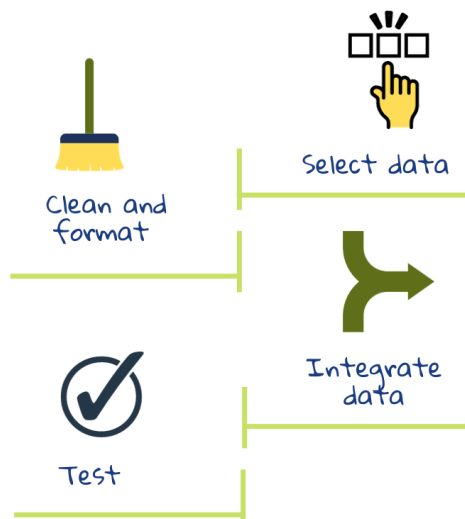 Select data
Clean and
format
Integrate
data
Test